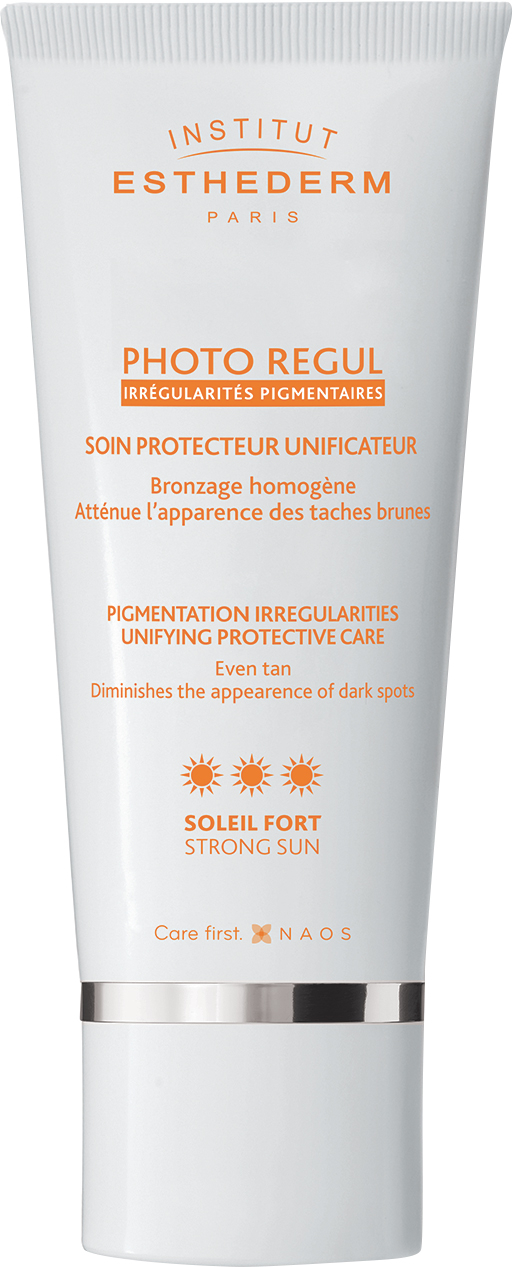 INSTITUT
ESTHEDERM
PARIS
PHOTO REGUL
IRRÉGULARITÉS PIGMENTAIRES
SOIN PROTECTEUR UNIFICATEUR
Bronzage homogène
Atténue l'apparence des taches brunes
PIGMENTATION IRREGULARITIES
UNIFYING PROTECTIVE CARE
Even tan
Diminishes the appearence of dark spots
SOLEIL FORT
STRONG SUN
Care first. NAOS